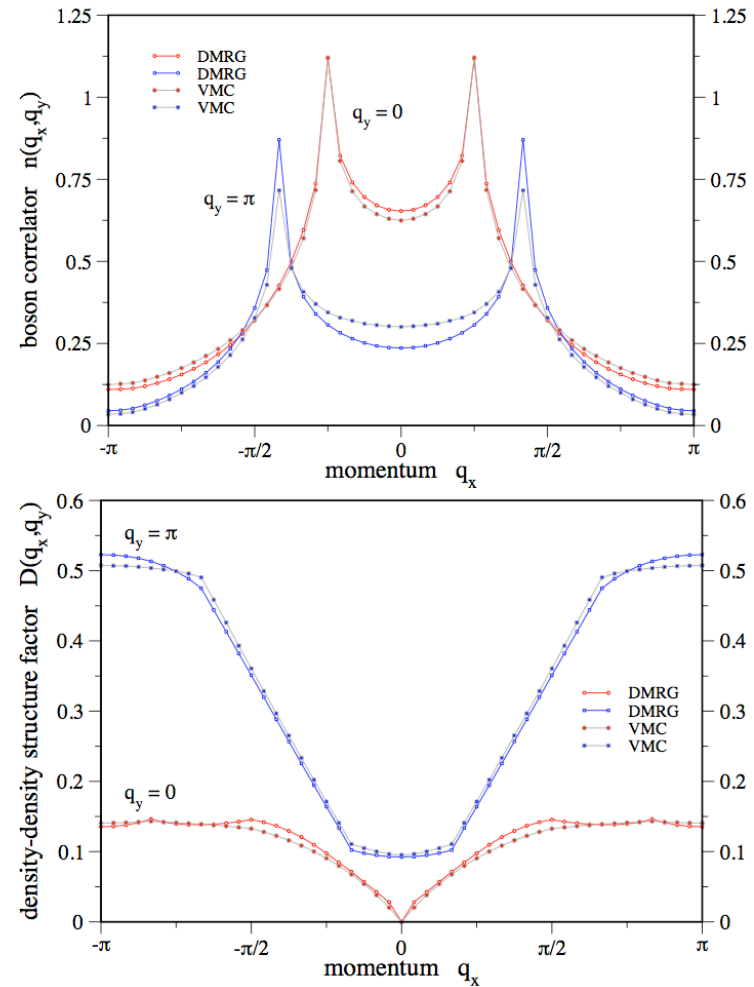 1.25
1.25
DMRG
DMRG
VMC
VMC
q_y = 0
q_y = π
boson correlator n(q_x,q_y)
1
1
0.75
0.75
0.5
0.5
0.25
0.25
0
0
-π
-π/2
0
π/2
π
momentum q_x
0.6
0.6
q_y = π
density-density structure factor D(q_x,q_y)
0.5
0.5
0.4
0.4
DMRG
DMRG
VMC
VMC
0.3
0.3
0.2
0.2
q_y = 0
0.1
0.1
0
0
-π
-π/2
0
π/2
π
momentum q_x